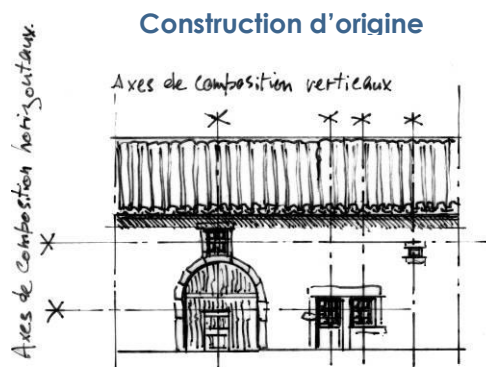 Construction d’origine
Axes de composition verticaux
Axes de composition horizontaux.